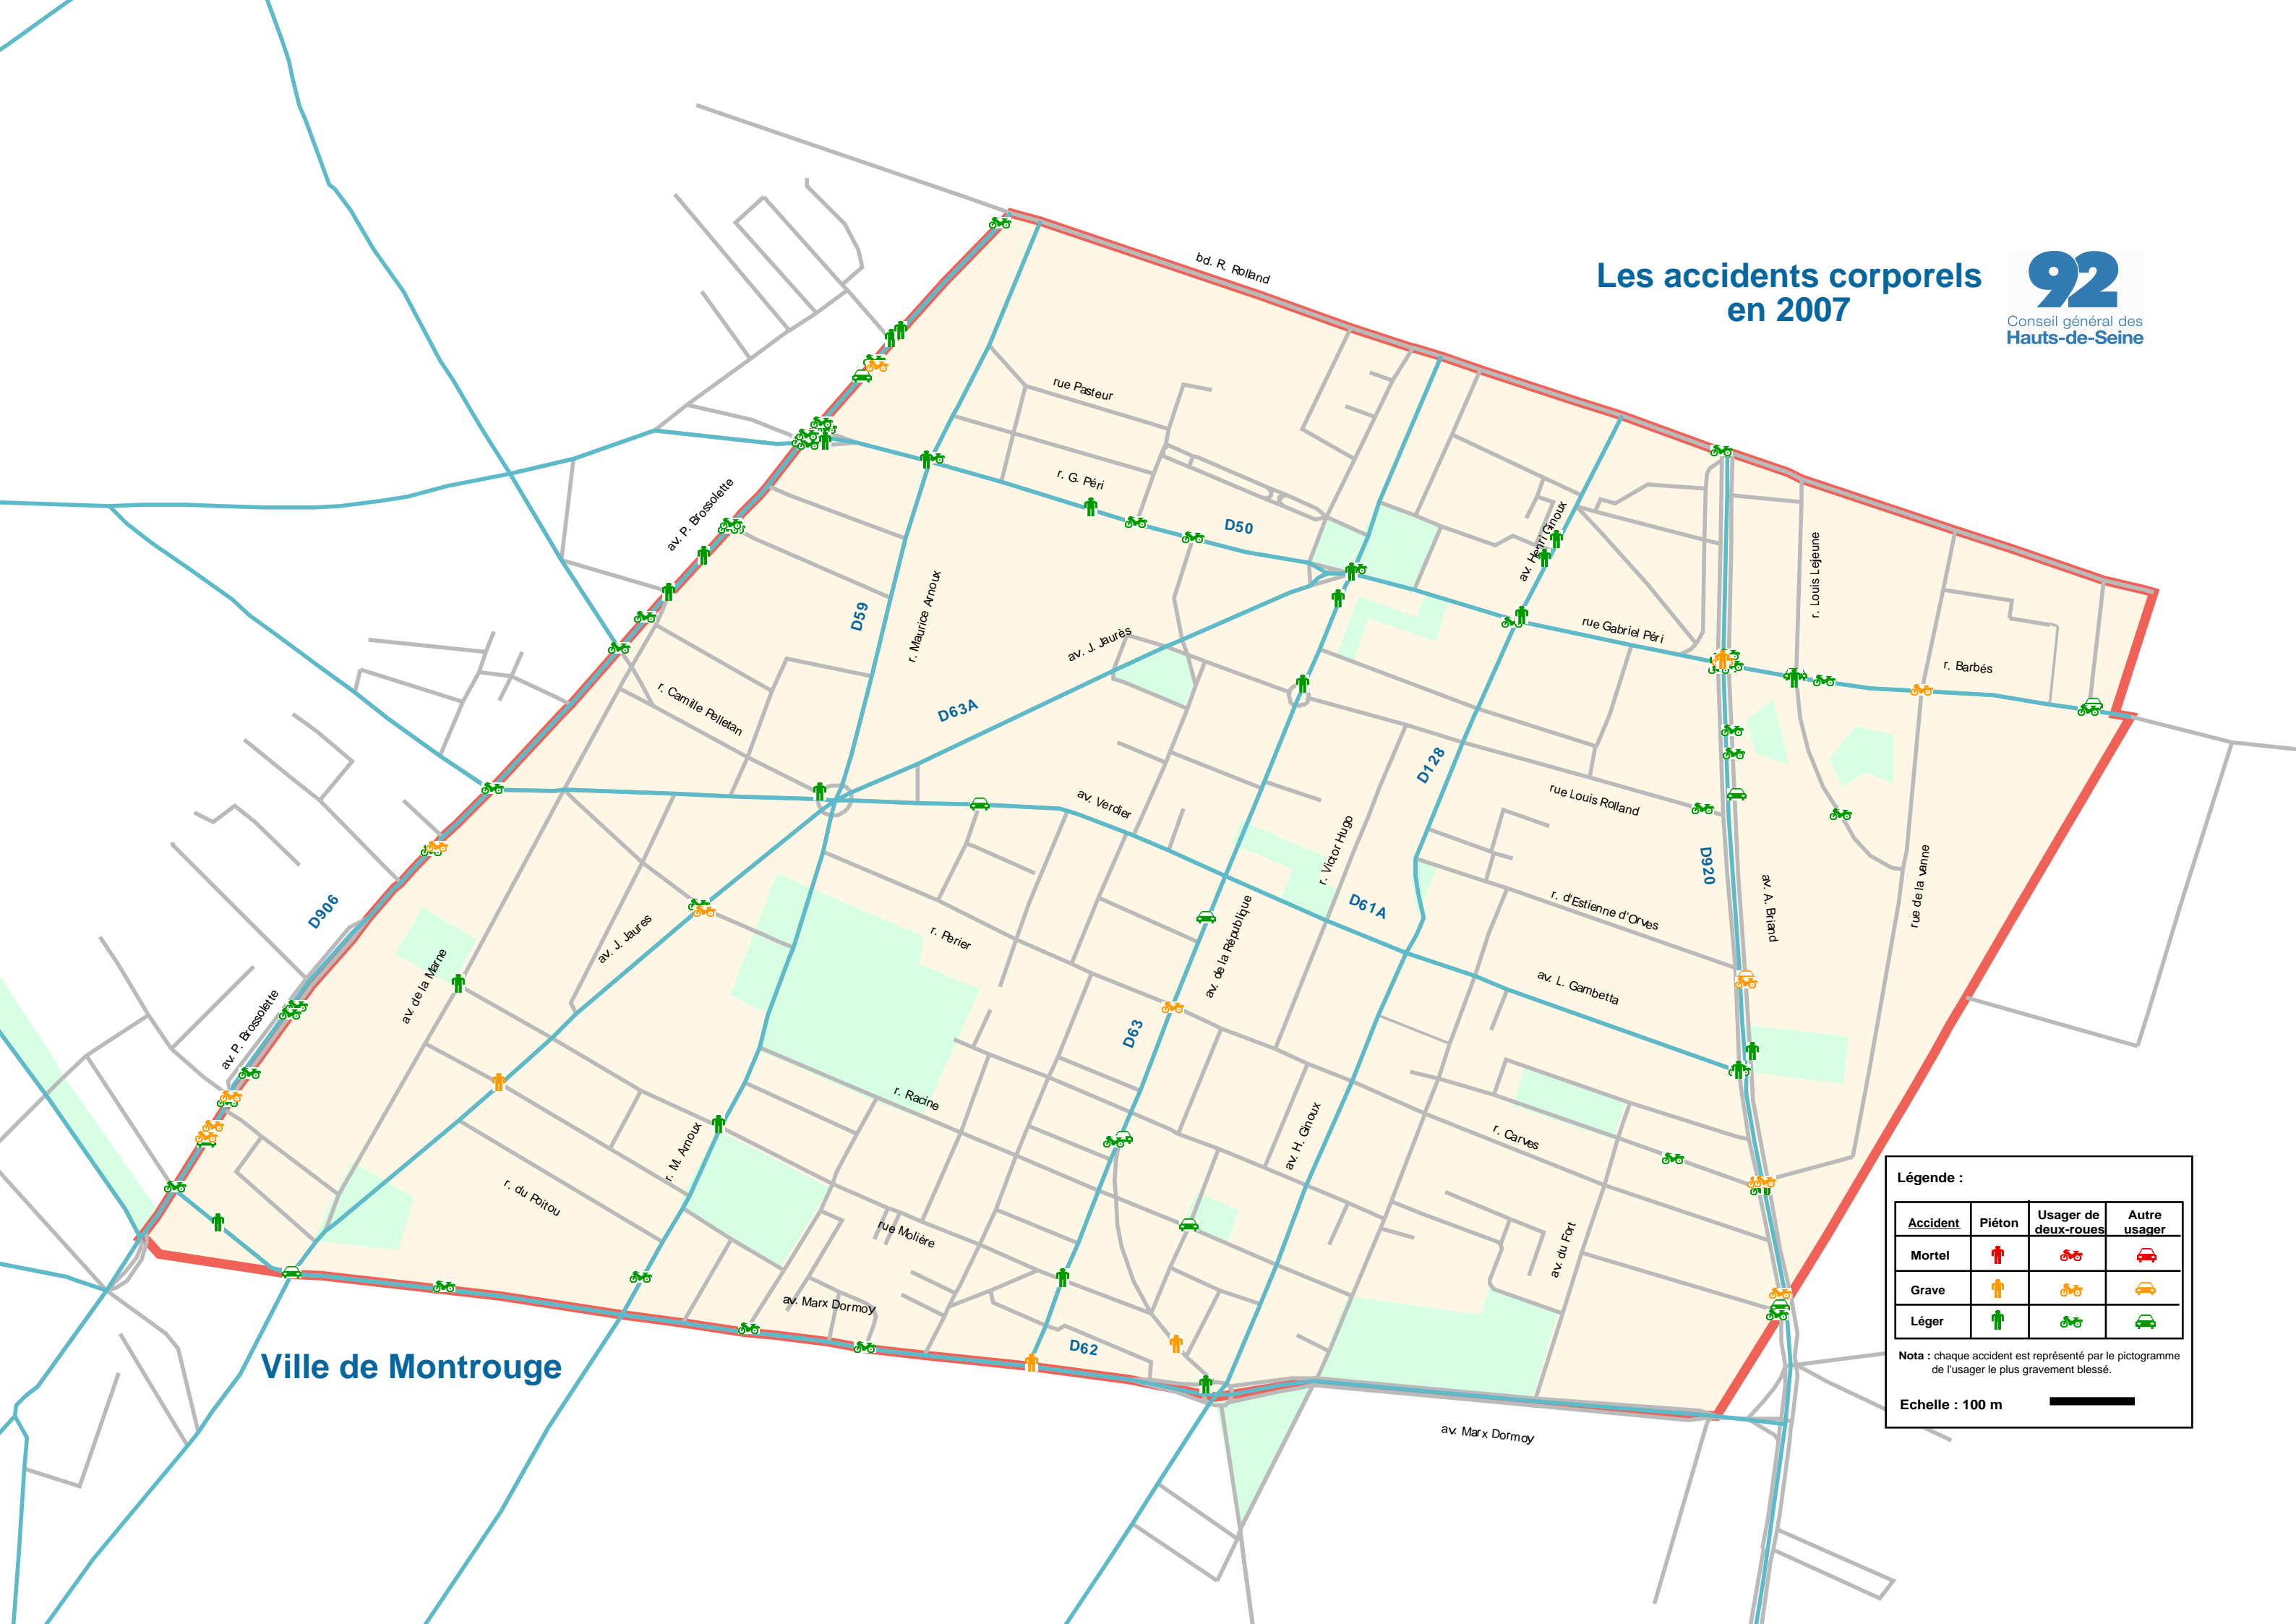 Les accidents corporels
en 2007
92
Conseil général des
Hauts-de-Seine
bd. R. Rolland
rue Pasteur
r. G. Péri
D50
av. P. Brossolette
av. Henri Ginoux
r. Louis Lejeune
D59
r. Maurice Arnoux
av. J. Jaurès
rue Gabriel Péri
r. Barbés
r. Camille Pelletan
D63A
D128
av. Verdier
rue Louis Rolland
r. Victor Hugo
D920
D906
av. J. Jaures
r. Perier
av. de la République
D61A
r. d'Estienne d'Orves
av. A. Briand
rue de la vanne
av. de la Marne
av. P. Brossolette
av. L. Gambetta
D63
r. Racine
r. M. Arnoux
av. H. Ginoux
r. Carves
r. du Poitou
rue Molière
av. du Fort
av. Marx Dormoy
D62
av. Marx Dormoy
Ville de Montrouge
Légende :
Accident Piéton Usager de deux-roues Autre usager
Mortel
Grave
Léger
Nota : chaque accident est représenté par le pictogramme
de l'usager le plus gravement blessé.
Echelle : 100 m